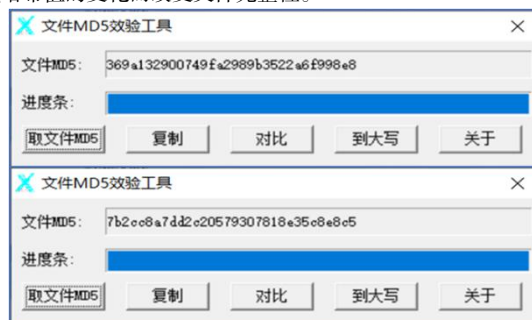 文件MD5效验工具
文件MD5: 369a132900749fa2989b3522a6f998e8
进度条:
取文件MD5 复制 对比 到大写 关于
文件MD5效验工具
文件MD5: 7b2cc8a7dd2c20579307818e35c8e8c5
进度条:
取文件MD5 复制 对比 到大写 关于